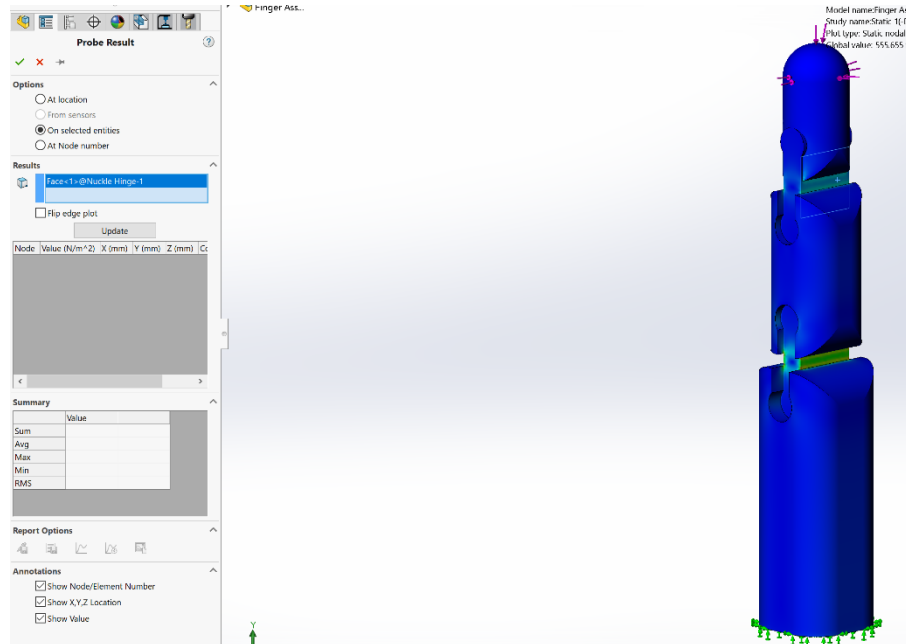 Finger Ass...
Probe Result
Options
At location
From sensors
On selected entities
At Node number
Results
Face<1>@Nuckle Hinge-1
Flip edge plot
Update
Node Value (N/m^2) X (mm) Y (mm) Z (mm) Cc
Summary
Value
Sum
Avg
Max
Min
RMS
Report Options
Annotations
Show Node/Element Number
Show X,Y,Z Location
Show Value
Model name:Finger As
Study name:Static 1(-D
Plot type: Static nodal
Global value: 555.655
Y